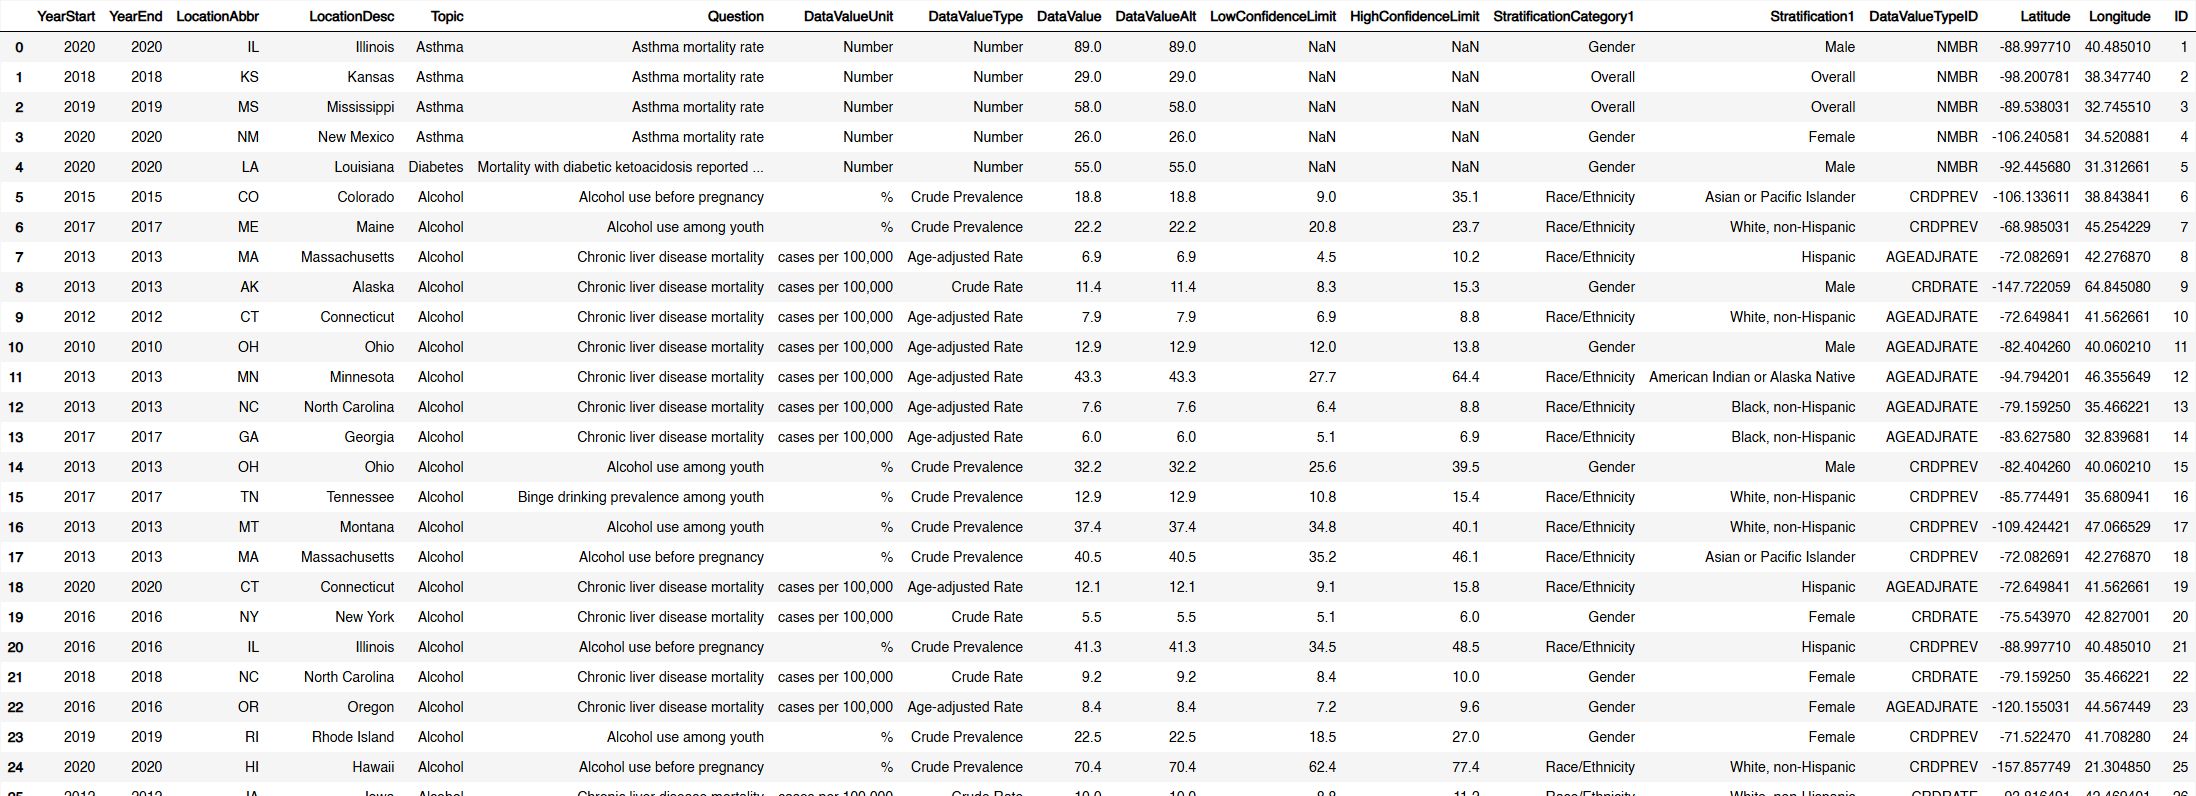 YearStart YearEnd LocationAbbr LocationDesc Topic Question DataValueUnit DataValueType DataValue DataValueAlt LowConfidenceLimit HighConfidenceLimit StratificationCategory1 Stratification1 DataValueTypeID Latitude Longitude ID
0 2020 2020 IL Illinois Asthma Asthma mortality rate Number Number 89.0 89.0 NaN NaN Gender Male NMBR -88.997710 40.485010 1
1 2018 2018 KS Kansas Asthma Asthma mortality rate Number Number 29.0 29.0 NaN NaN Overall Overall NMBR -98.200781 38.347740 2
2 2019 2019 MS Mississippi Asthma Asthma mortality rate Number Number 58.0 58.0 NaN NaN Overall Overall NMBR -89.538031 32.745510 3
3 2020 2020 NM New Mexico Asthma Asthma mortality rate Number Number 26.0 26.0 NaN NaN Gender Female NMBR -106.240581 34.520881 4
4 2020 2020 LA Louisiana Diabetes Mortality with diabetic ketoacidosis reported ... Number Number 55.0 55.0 NaN NaN Gender Male NMBR -92.445680 31.312661 5
5 2015 2015 CO Colorado Alcohol Alcohol use before pregnancy % Crude Prevalence 18.8 18.8 9.0 35.1 Race/Ethnicity Asian or Pacific Islander CRDPREV -106.133611 38.843841 6
6 2017 2017 ME Maine Alcohol Alcohol use among youth % Crude Prevalence 22.2 22.2 20.8 23.7 Race/Ethnicity White, non-Hispanic CRDPREV -68.985031 45.254229 7
7 2013 2013 MA Massachusetts Alcohol Chronic liver disease mortality cases per 100,000 Age-adjusted Rate 6.9 6.9 4.5 10.2 Race/Ethnicity Hispanic AGEADJRATE -72.082691 42.276870 8
8 2013 2013 AK Alaska Alcohol Chronic liver disease mortality cases per 100,000 Crude Rate 11.4 11.4 8.3 15.3 Gender Male CRDRATE -147.722059 64.845080 9
9 2012 2012 CT Connecticut Alcohol Chronic liver disease mortality cases per 100,000 Age-adjusted Rate 7.9 7.9 6.9 8.8 Race/Ethnicity White, non-Hispanic AGEADJRATE -72.649841 41.562661 10
10 2010 2010 OH Ohio Alcohol Chronic liver disease mortality cases per 100,000 Age-adjusted Rate 12.9 12.9 12.0 13.8 Gender Male AGEADJRATE -82.404260 40.060210 11
11 2013 2013 MN Minnesota Alcohol Chronic liver disease mortality cases per 100,000 Age-adjusted Rate 43.3 43.3 27.7 64.4 Race/Ethnicity American Indian or Alaska Native AGEADJRATE -94.794201 46.355649 12
12 2013 2013 NC North Carolina Alcohol Chronic liver disease mortality cases per 100,000 Age-adjusted Rate 7.6 7.6 6.4 8.8 Race/Ethnicity Black, non-Hispanic AGEADJRATE -79.159250 35.466221 13
13 2017 2017 GA Georgia Alcohol Chronic liver disease mortality cases per 100,000 Age-adjusted Rate 6.0 6.0 5.1 6.9 Race/Ethnicity Black, non-Hispanic AGEADJRATE -83.627580 32.839681 14
14 2013 2013 OH Ohio Alcohol Alcohol use among youth % Crude Prevalence 32.2 32.2 25.6 39.5 Gender Male CRDPREV -82.404260 40.060210 15
15 2017 2017 TN Tennessee Alcohol Binge drinking prevalence among youth % Crude Prevalence 12.9 12.9 10.8 15.4 Race/Ethnicity White, non-Hispanic CRDPREV -85.774491 35.680941 16
16 2013 2013 MT Montana Alcohol Alcohol use among youth % Crude Prevalence 37.4 37.4 34.8 40.1 Race/Ethnicity White, non-Hispanic CRDPREV -109.424421 47.066529 17
17 2013 2013 MA Massachusetts Alcohol Alcohol use before pregnancy % Crude Prevalence 40.5 40.5 35.2 46.1 Race/Ethnicity Asian or Pacific Islander CRDPREV -72.082691 42.276870 18
18 2020 2020 CT Connecticut Alcohol Chronic liver disease mortality cases per 100,000 Age-adjusted Rate 12.1 12.1 9.1 15.8 Race/Ethnicity Hispanic AGEADJRATE -72.649841 41.562661 19
19 2016 2016 NY New York Alcohol Chronic liver disease mortality cases per 100,000 Crude Rate 5.5 5.5 5.1 6.0 Gender Female CRDRATE -75.543970 42.827001 20
20 2016 2016 IL Illinois Alcohol Alcohol use before pregnancy % Crude Prevalence 41.3 41.3 34.5 48.5 Race/Ethnicity Hispanic CRDPREV -88.997710 40.485010 21
21 2018 2018 NC North Carolina Alcohol Chronic liver disease mortality cases per 100,000 Crude Rate 9.2 9.2 8.4 10.0 Gender Female CRDRATE -79.159250 35.466221 22
22 2016 2016 OR Oregon Alcohol Chronic liver disease mortality cases per 100,000 Age-adjusted Rate 8.4 8.4 7.2 9.6 Gender Female AGEADJRATE -120.155031 44.567449 23
23 2019 2019 RI Rhode Island Alcohol Alcohol use among youth % Crude Prevalence 22.5 22.5 18.5 27.0 Gender Female CRDPREV -71.522470 41.708280 24
24 2020 2020 HI Hawaii Alcohol Alcohol use before pregnancy % Crude Prevalence 70.4 70.4 62.4 77.4 Race/Ethnicity White, non-Hispanic CRDPREV -157.857749 21.304850 25